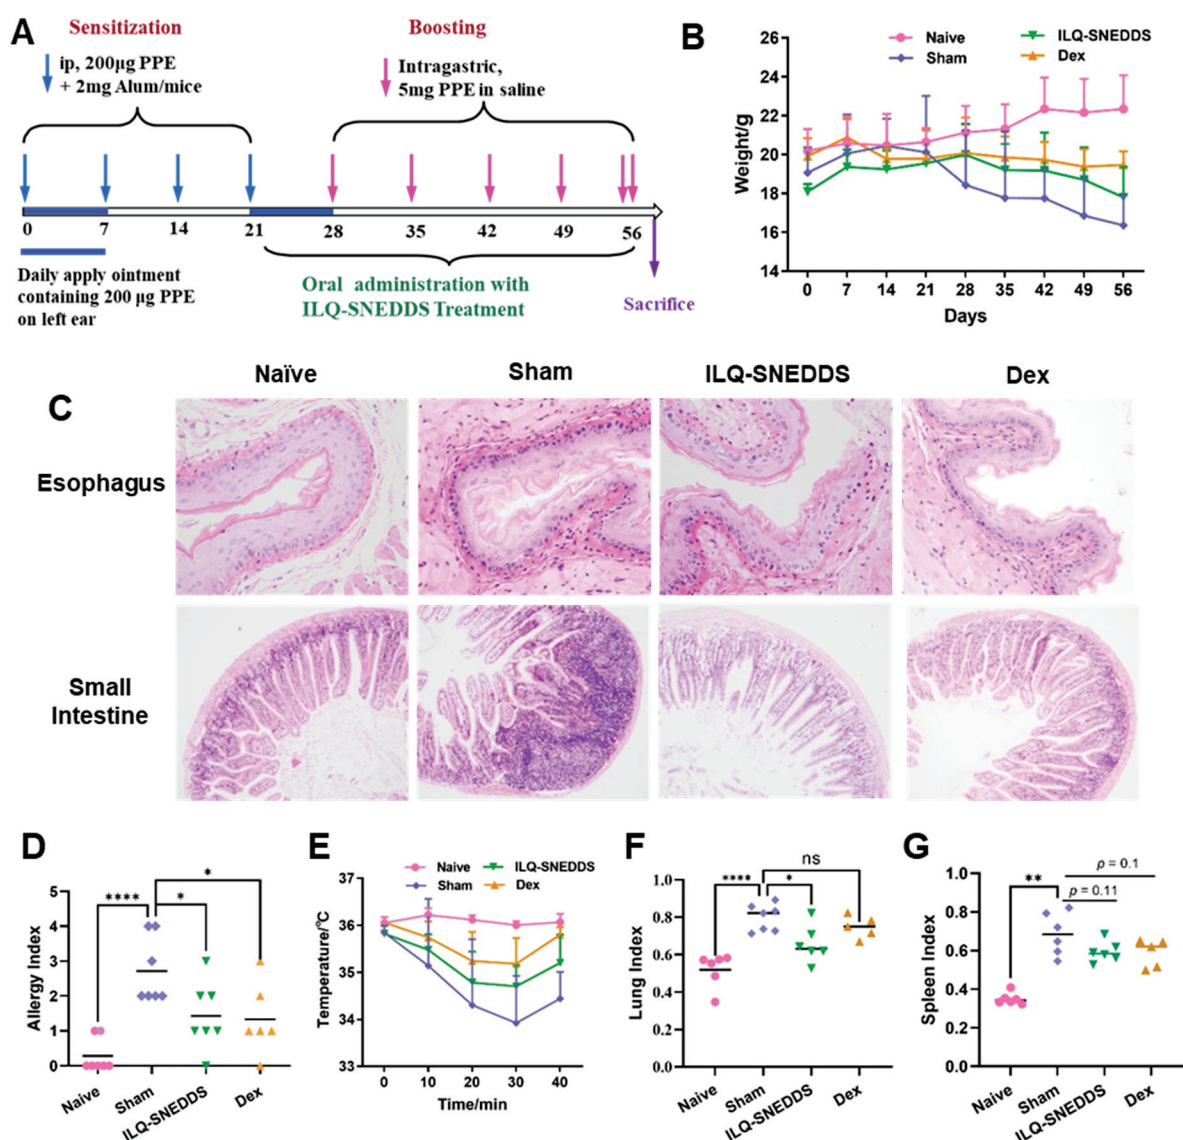 A
Sensitization
Boosting
ip, 200µg PPE
+ 2mg Alum/mice
Intragastric,
5mg PPE in saline
0 7 14 21 28 35 42 49 56
Daily apply ointment
containing 200 µg PPE
on left ear
Oral administration with
ILQ-SNEDDS Treatment
Sacrifice
B
Naive
Sham
ILQ-SNEDDS
Dex
Weight/g
26
24
22
20
18
16
14
0 7 14 21 28 35 42 49 56
Days
C
Naïve Sham ILQ-SNEDDS Dex
Esophagus
Small
Intestine
D
Allergy Index
5
4
3
2
1
0
****
*
*
Naive Sham ILQ-SNEDDS Dex
E
Naive
Sham
ILQ-SNEDDS
Dex
Temperature/°C
37
36
35
34
33
0 10 20 30 40
Time/min
F
Lung Index
1.0
0.8
0.6
0.4
0.2
0.0
****
*
ns
Naive Sham ILQ-SNEDDS Dex
G
Spleen Index
1.0
0.8
0.6
0.4
0.2
0.0
**
p = 0.1
p = 0.11
Naive Sham ILQ-SNEDDS Dex